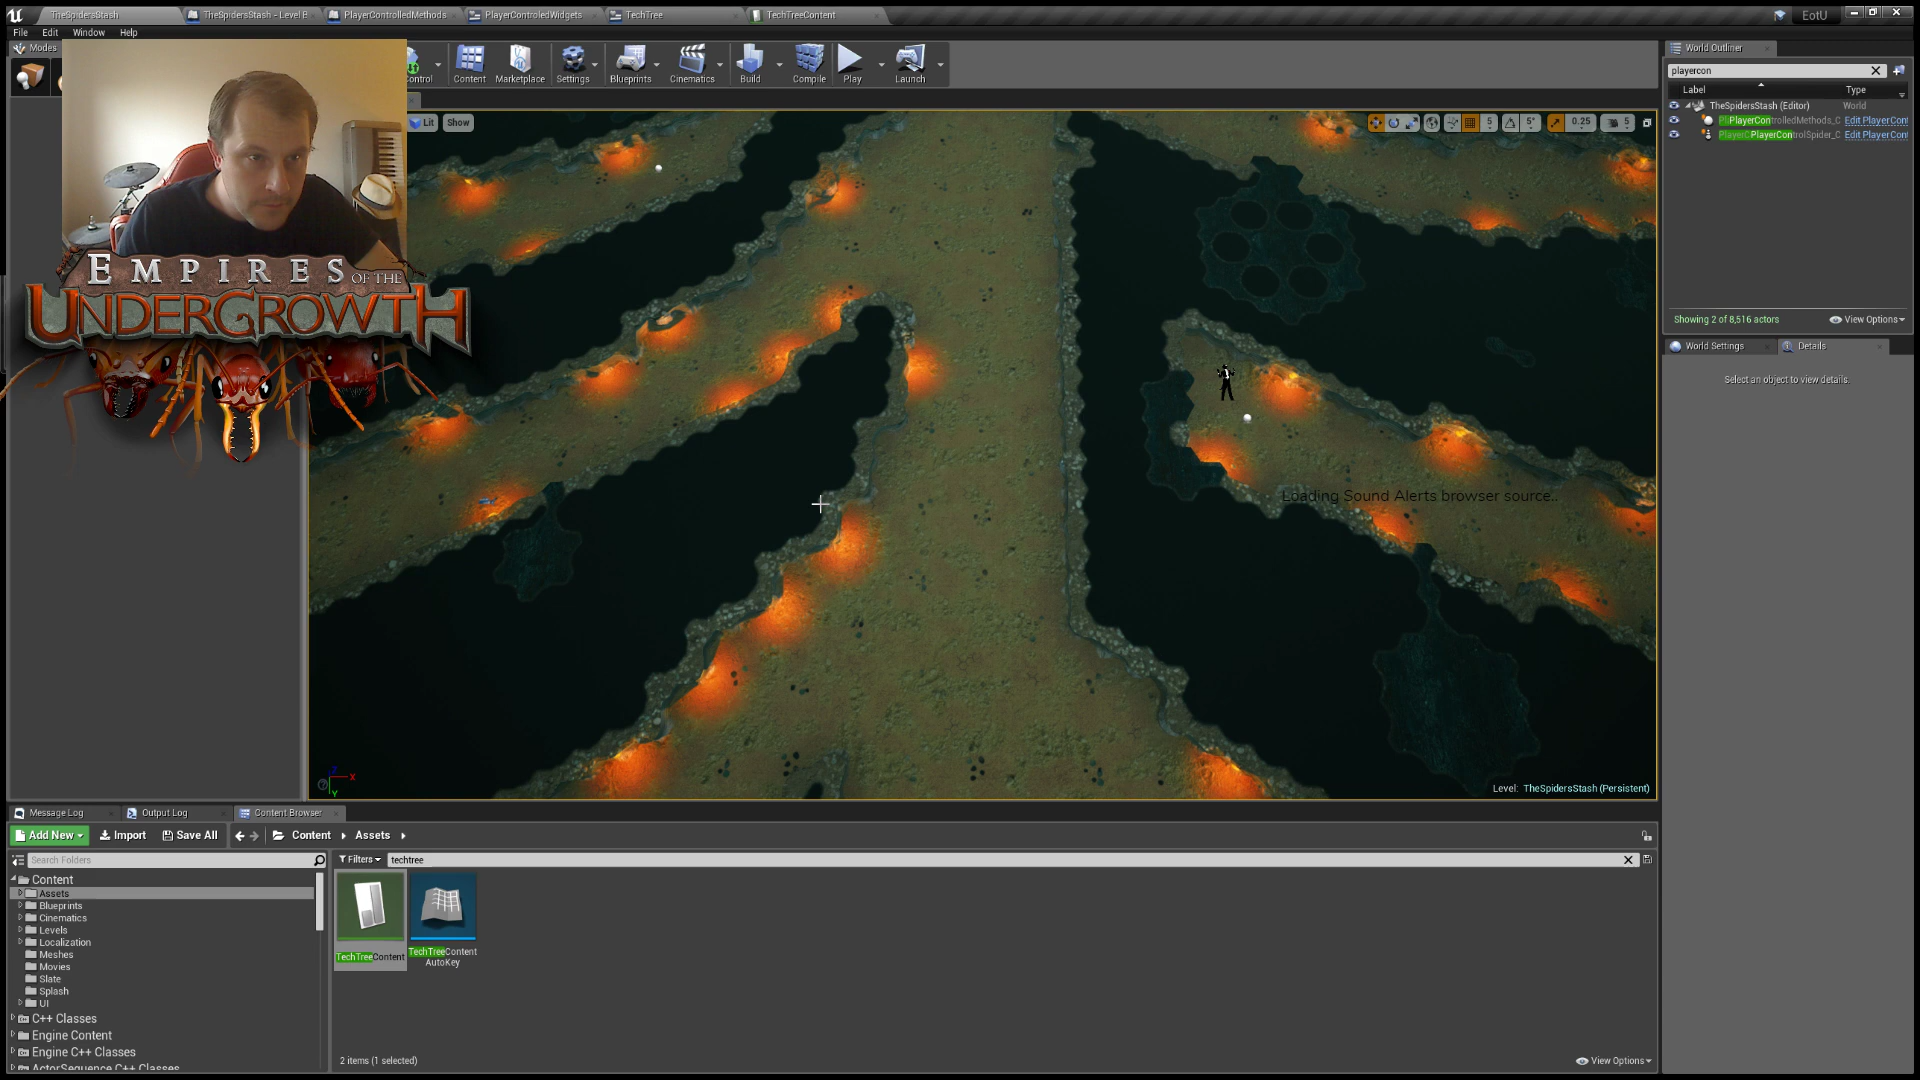 TheSpidersStash
TheSpidersStash - Level B
PlayerControlledMethods
PlayerControledWidgets
TechTree
TechTreeContent
EotU
File Edit Window Help
Modes
World Outliner
playercon
Content
Marketplace
Settings
Blueprints
Cinematics
Build
Compile
Play
Launch
Label
Type
TheSpidersStash (Editor)
World
Edit PlayerCont
Edit PlayerCont
Lit
Show
5
5°
0.25
5
EMPIRES OF THE
UNDERGROWTH
Showing 2 of 8,516 actors
View Options
World Settings
Details
Select an object to view details.
Loading Sound Alerts browser source..
Level: TheSpidersStash (Persistent)
Message Log
Output Log
Content Browser
Add New
Import
Save All
Content
Assets
Search Folders
Filters
techtree
Content
Assets
Blueprints
Cinematics
Levels
Localization
Meshes
Movies
Slate
Splash
UI
C++ Classes
Engine Content
Engine C++ Classes
ActorSequence C++ Classes
TechTreeContent
TechTreeContent
AutoKey
2 items (1 selected)
View Options